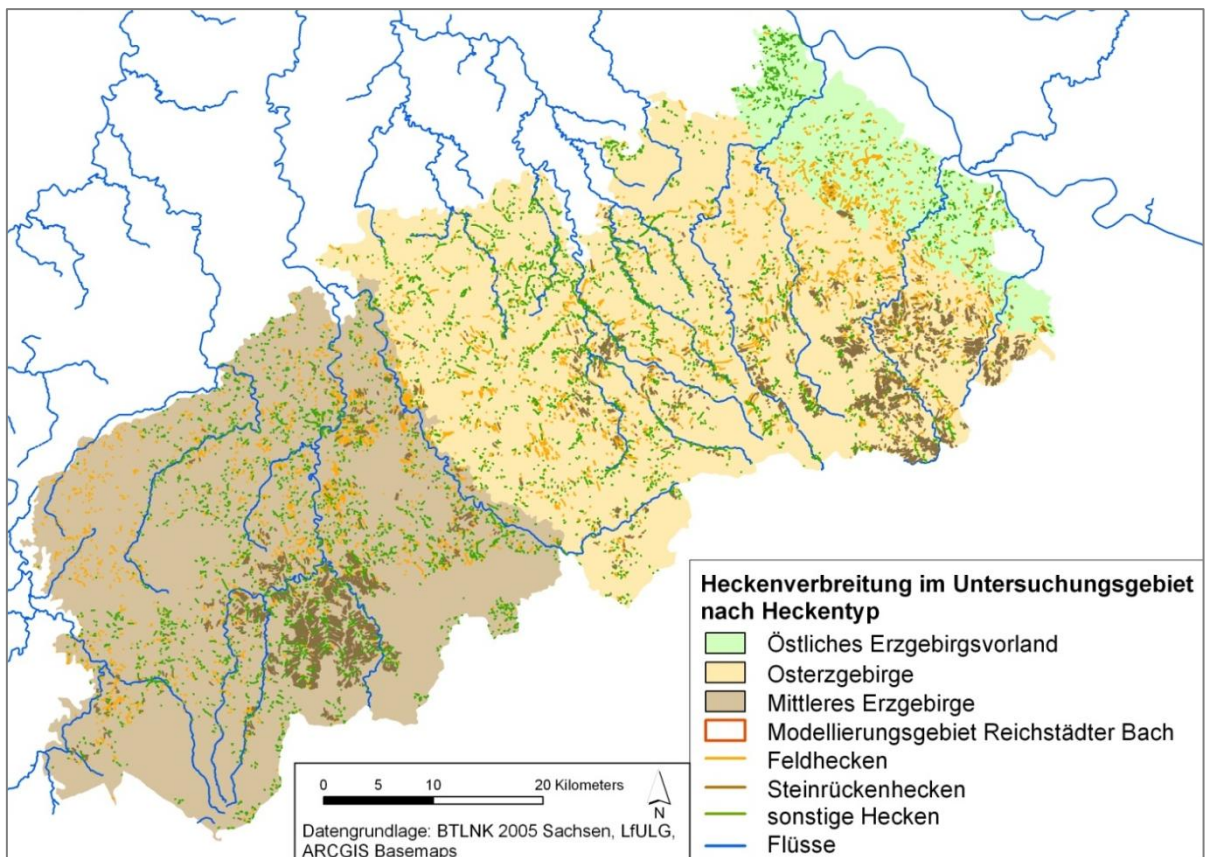 Heckenverbreitung im Untersuchungsgebiet
nach Heckentyp
Östliches Erzgebirgsvorland
Osterzgebirge
Mittleres Erzgebirge
Modellierungsgebiet Reichstädter Bach
Feldhecken
Steinrückenhecken
sonstige Hecken
Flüsse
0 5 10 20 Kilometers
N
Datengrundlage: BTLNK 2005 Sachsen, LfULG,
ARCGIS Basemaps